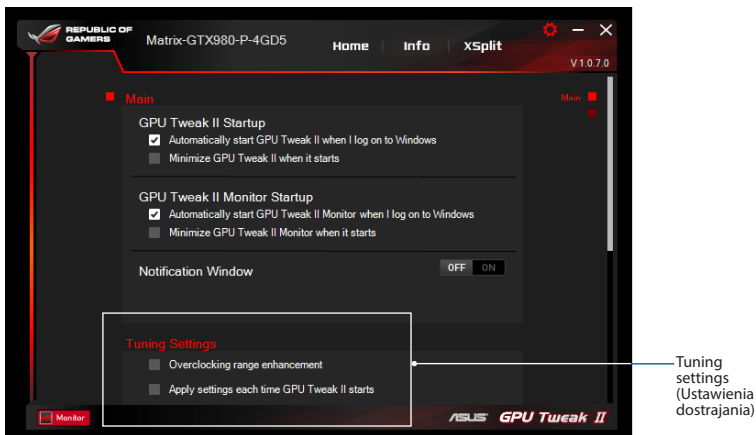 REPUBLIC OF
GAMERS
Matrix-GTX980-P-4GD5
Home Info XSplit
V 1.0.7.0
Main
Main
GPU Tweak II Startup
Automatically start GPU Tweak II when I log on to Windows
Minimize GPU Tweak II when it starts
GPU Tweak II Monitor Startup
Automatically start GPU Tweak II Monitor when I log on to Windows
Minimize GPU Tweak II Monitor when it starts
Notification Window
OFF ON
Tuning Settings
Overclocking range enhancement
Apply settings each time GPU Tweak II starts
Tuning
settings
(Ustawienia
dostrajania)
Monitor
ASUS GPU Tweak II